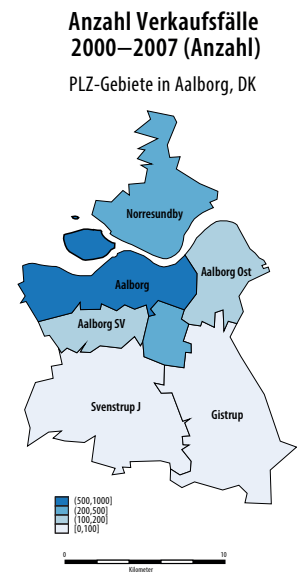 Anzahl Verkaufsfälle
2000–2007 (Anzahl)
PLZ-Gebiete in Aalborg, DK
Norresundby
Aalborg Ost
Aalborg
Aalborg SV
Svenstrup J
Gistrup
(500,1000]
(200,500]
(100,200]
[0,100]
0 10
Kilometer